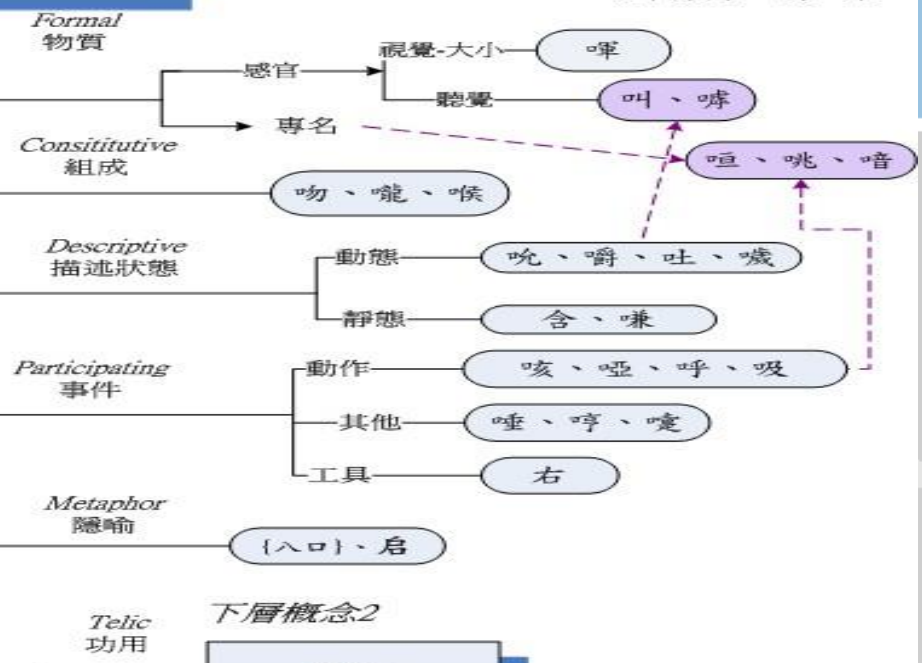 Formal
物質
視覺-大小
喗
感官
聽覺
叫、嘑
專名
咺、咷、喑
Consititutive
組成
吻、嚨、喉
Descriptive
描述狀態
動態
吮、嚼、吐、噦
靜態
含、嗛
Participating
事件
動作
咳、啞、呼、吸
其他
唾、哼、嚏
工具
右
Metaphor
隱喻
{八口}、启
Telic
功用
下層概念2